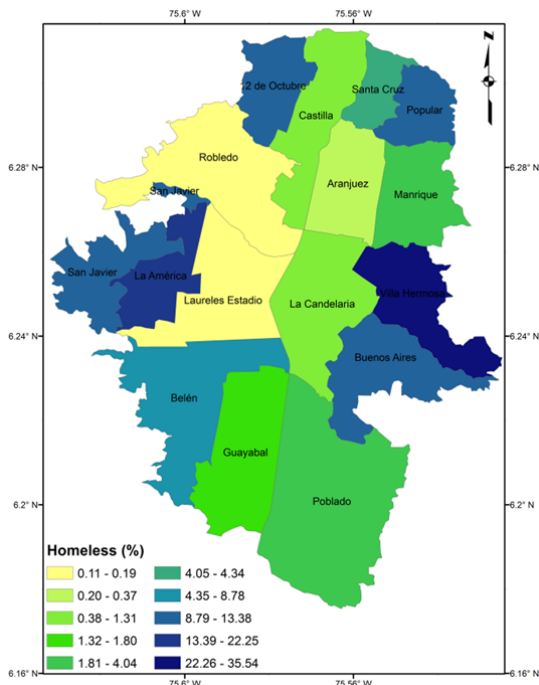 75.6° W 75.56° W
N
2 de Octubre
Santa Cruz
Popular
Castilla
6.28° N 6.28° N
Robledo
Aranjuez
San Javier
Manrique
San Javier
La América
Laureles Estadio
La Candelaria
Villa Hermosa
6.24° N 6.24° N
Buenos Aires
Belén
Guayabal
Poblado
6.2° N 6.2° N
Homeless (%)
0.11 - 0.19 4.05 - 4.34
0.20 - 0.37 4.35 - 8.78
0.38 - 1.31 8.79 - 13.38
1.32 - 1.80 13.39 - 22.25
1.81 - 4.04 22.26 - 35.54
6.16° N 6.16° N
75.6° W 75.56° W